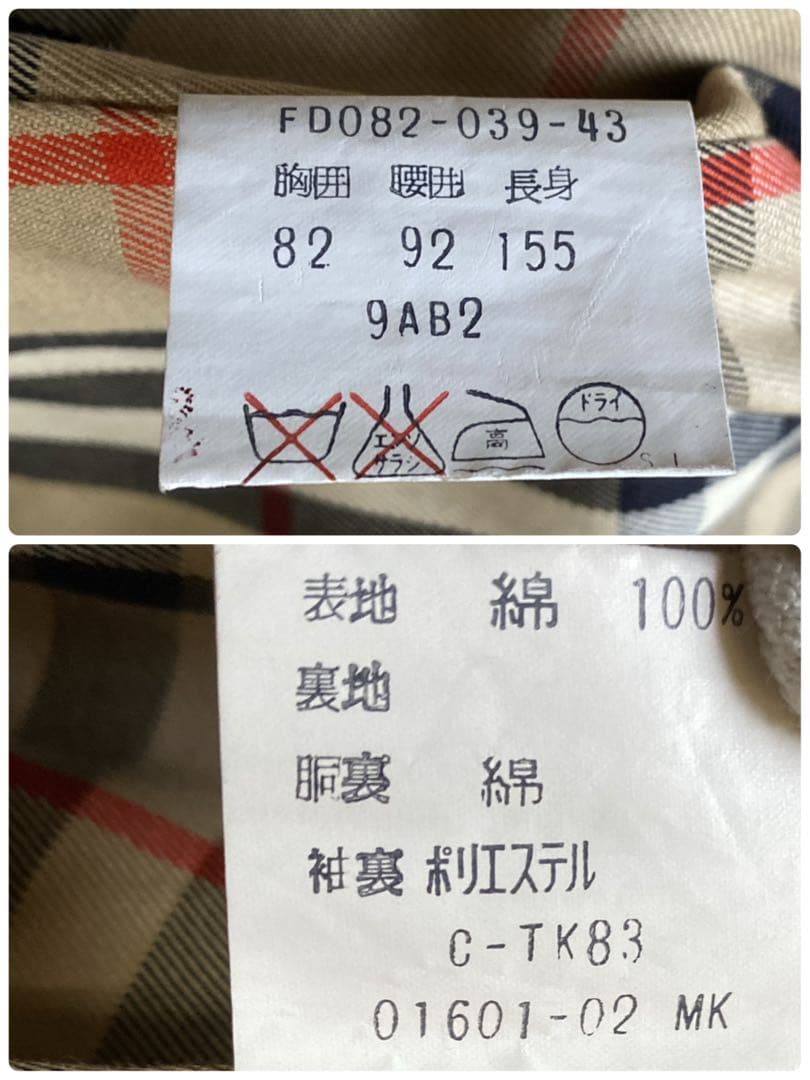 FD082-039-43
胸囲 腰囲 長身
82 92 155
9AB2
エンソ
サラシ
高
ドライ
表地 綿 100%
裏地
胴裏 綿
袖裏 ポリエステル
C-TK83
01601-02 MK